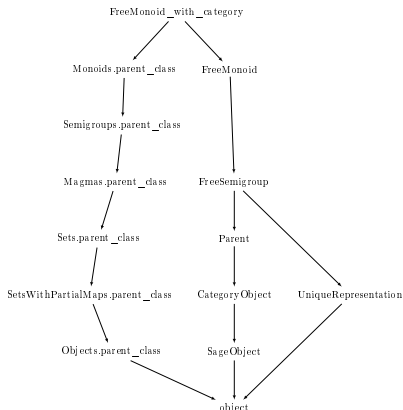 FreeMonoid_with_category
Monoids.parent_class FreeMonoid
Semigroups.parent_class
Magmas.parent_class FreeSemigroup
Sets.parent_class Parent
SetsWithPartialMaps.parent_class CategoryObject UniqueRepresentation
Objects.parent_class SageObject
object